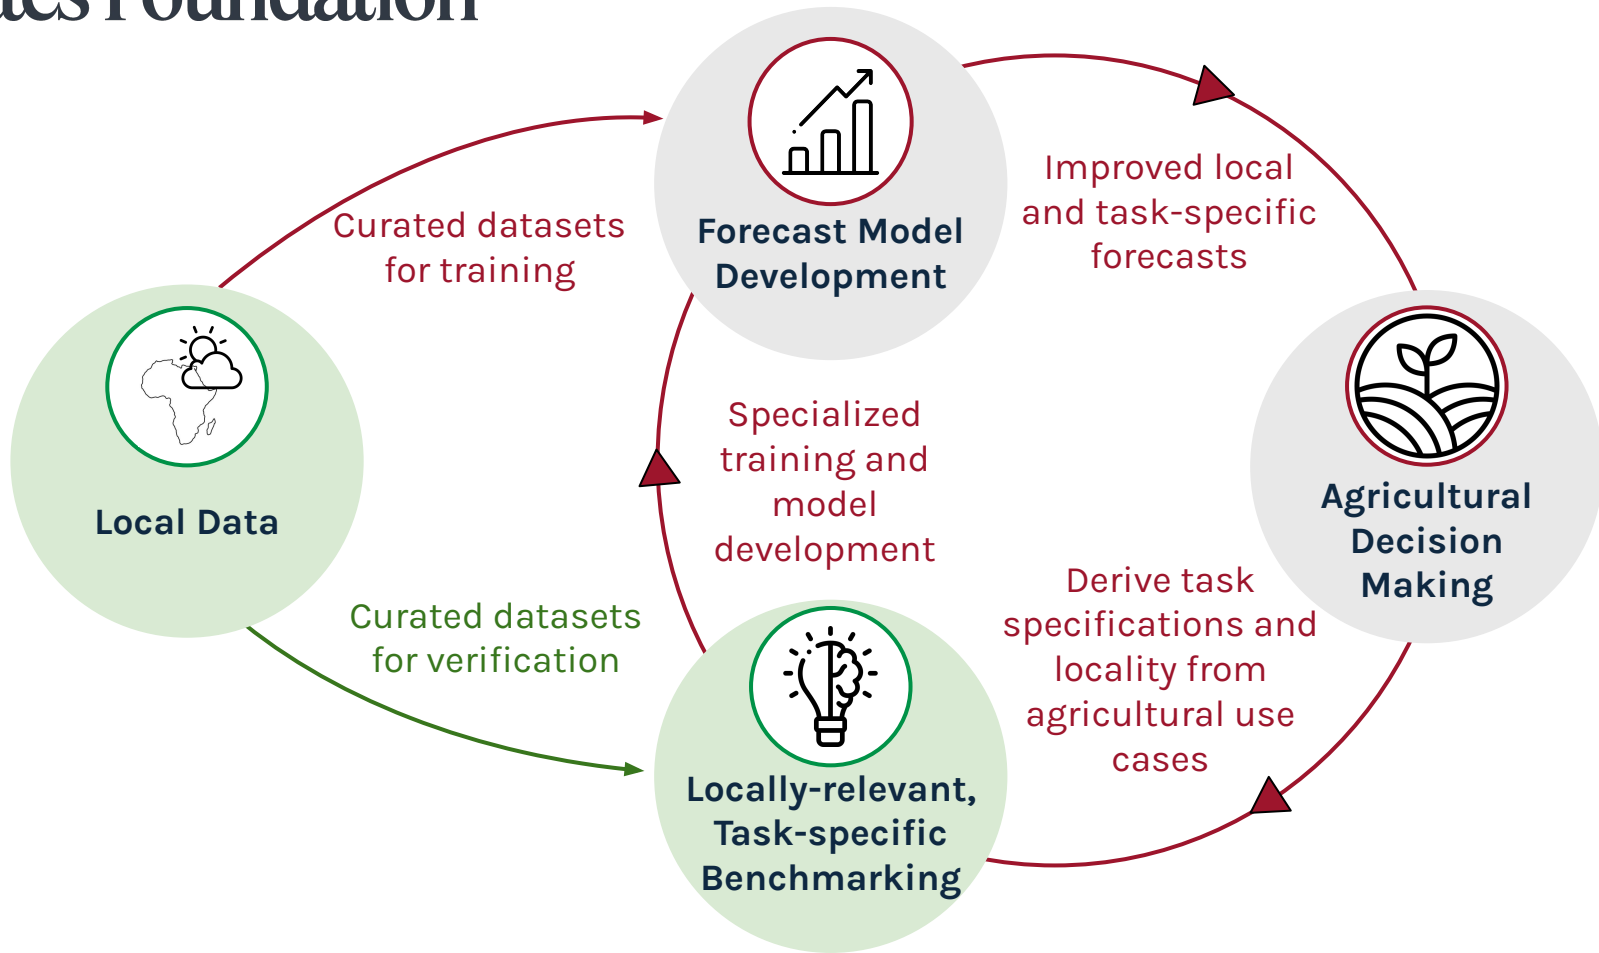 Foundation
Forecast Model
Development
Curated datasets
for training
Improved local
and task-specific
forecasts
Local Data
Specialized
training and
model
development
Agricultural
Decision
Making
Curated datasets
for verification
Derive task
specifications and
locality from
agricultural use
cases
Locally-relevant,
Task-specific
Benchmarking